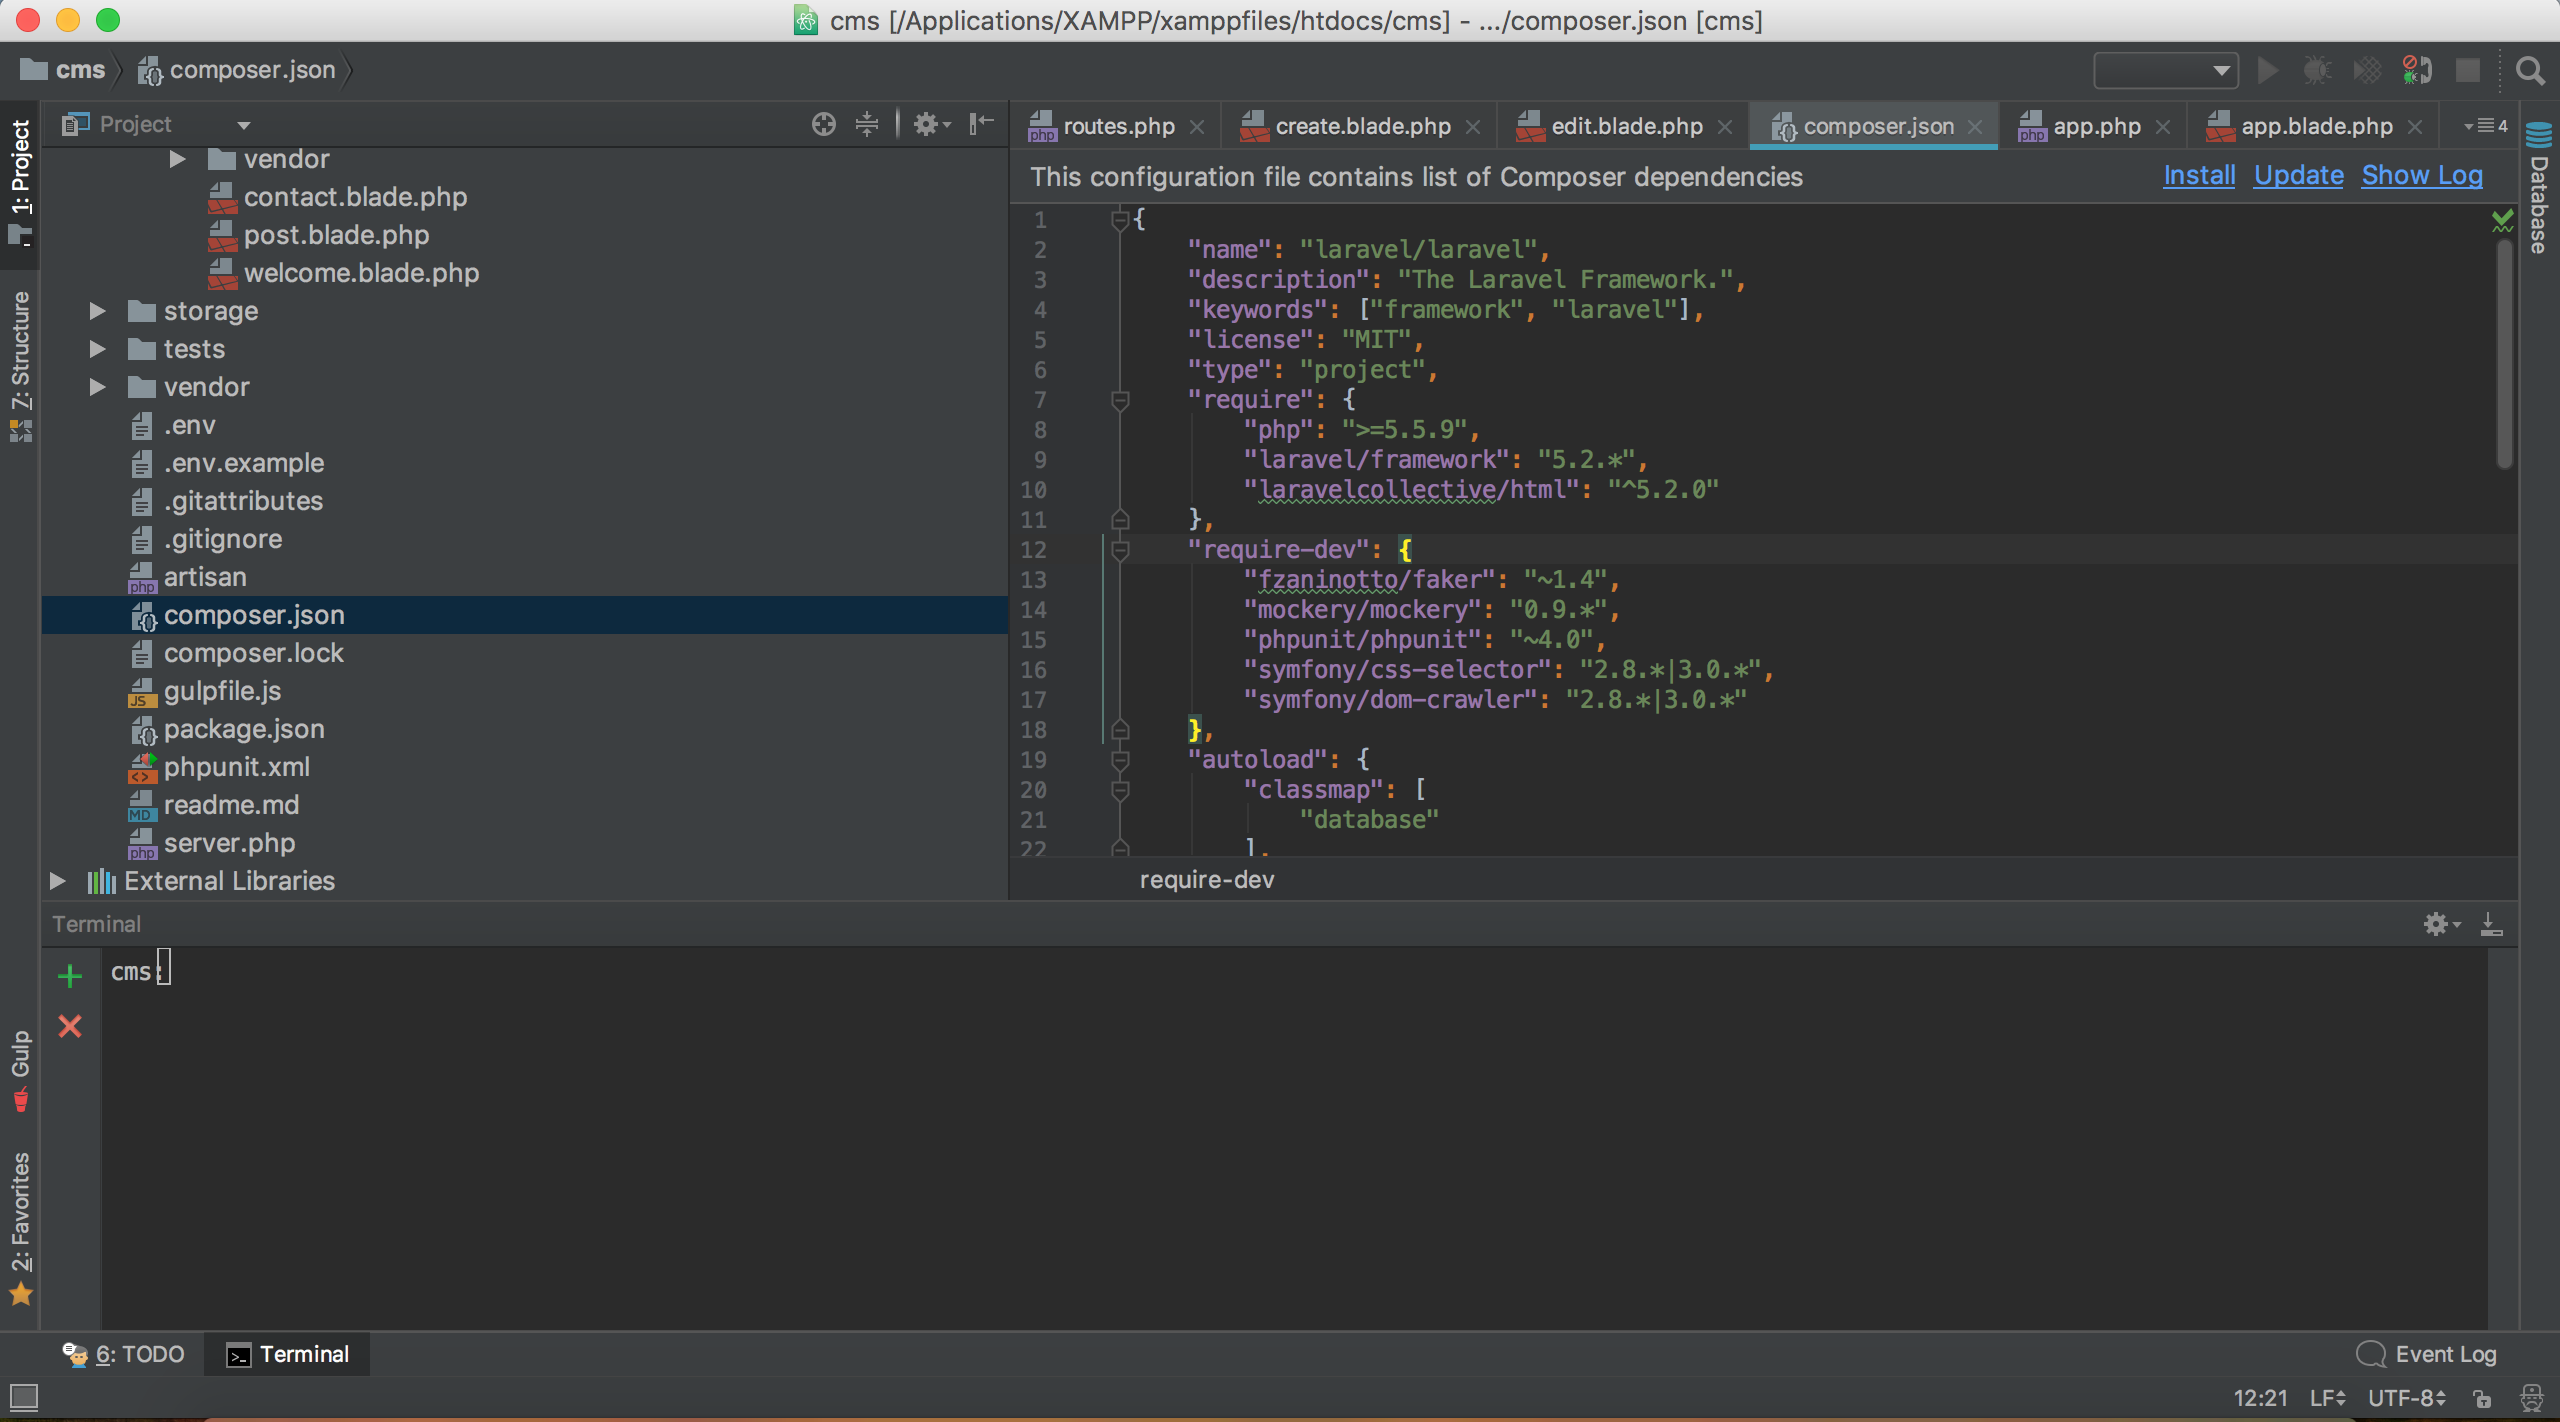 cms [/Applications/XAMPP/xamppfiles/htdocs/cms] - .../composer.json [cms]
cms
composer.json
1: Project
7: Structure
Gulp
2: Favorites
Project
vendor
contact.blade.php
post.blade.php
welcome.blade.php
storage
tests
vendor
.env
.env.example
.gitattributes
.gitignore
php artisan
composer.json
composer.lock
JS gulpfile.js
package.json
<> phpunit.xml
MD readme.md
php server.php
External Libraries
php routes.php
create.blade.php
edit.blade.php
composer.json
php app.php
app.blade.php
4
Database
This configuration file contains list of Composer dependencies
Install Update Show Log
1 {
2 "name": "laravel/laravel",
3 "description": "The Laravel Framework.",
4 "keywords": ["framework", "laravel"],
5 "license": "MIT",
6 "type": "project",
7 "require": {
8 "php": ">=5.5.9",
9 "laravel/framework": "5.2.*",
10 "laravelcollective/html": "^5.2.0"
11 },
12 "require-dev": {
13 "fzaninotto/faker": "~1.4",
14 "mockery/mockery": "0.9.*",
15 "phpunit/phpunit": "~4.0",
16 "symfony/css-selector": "2.8.*|3.0.*",
17 "symfony/dom-crawler": "2.8.*|3.0.*"
18 },
19 "autoload": {
20 "classmap": [
21 "database"
22 ],
require-dev
Terminal
cms:
6: TODO
Terminal
Event Log
12:21 LF UTF-8